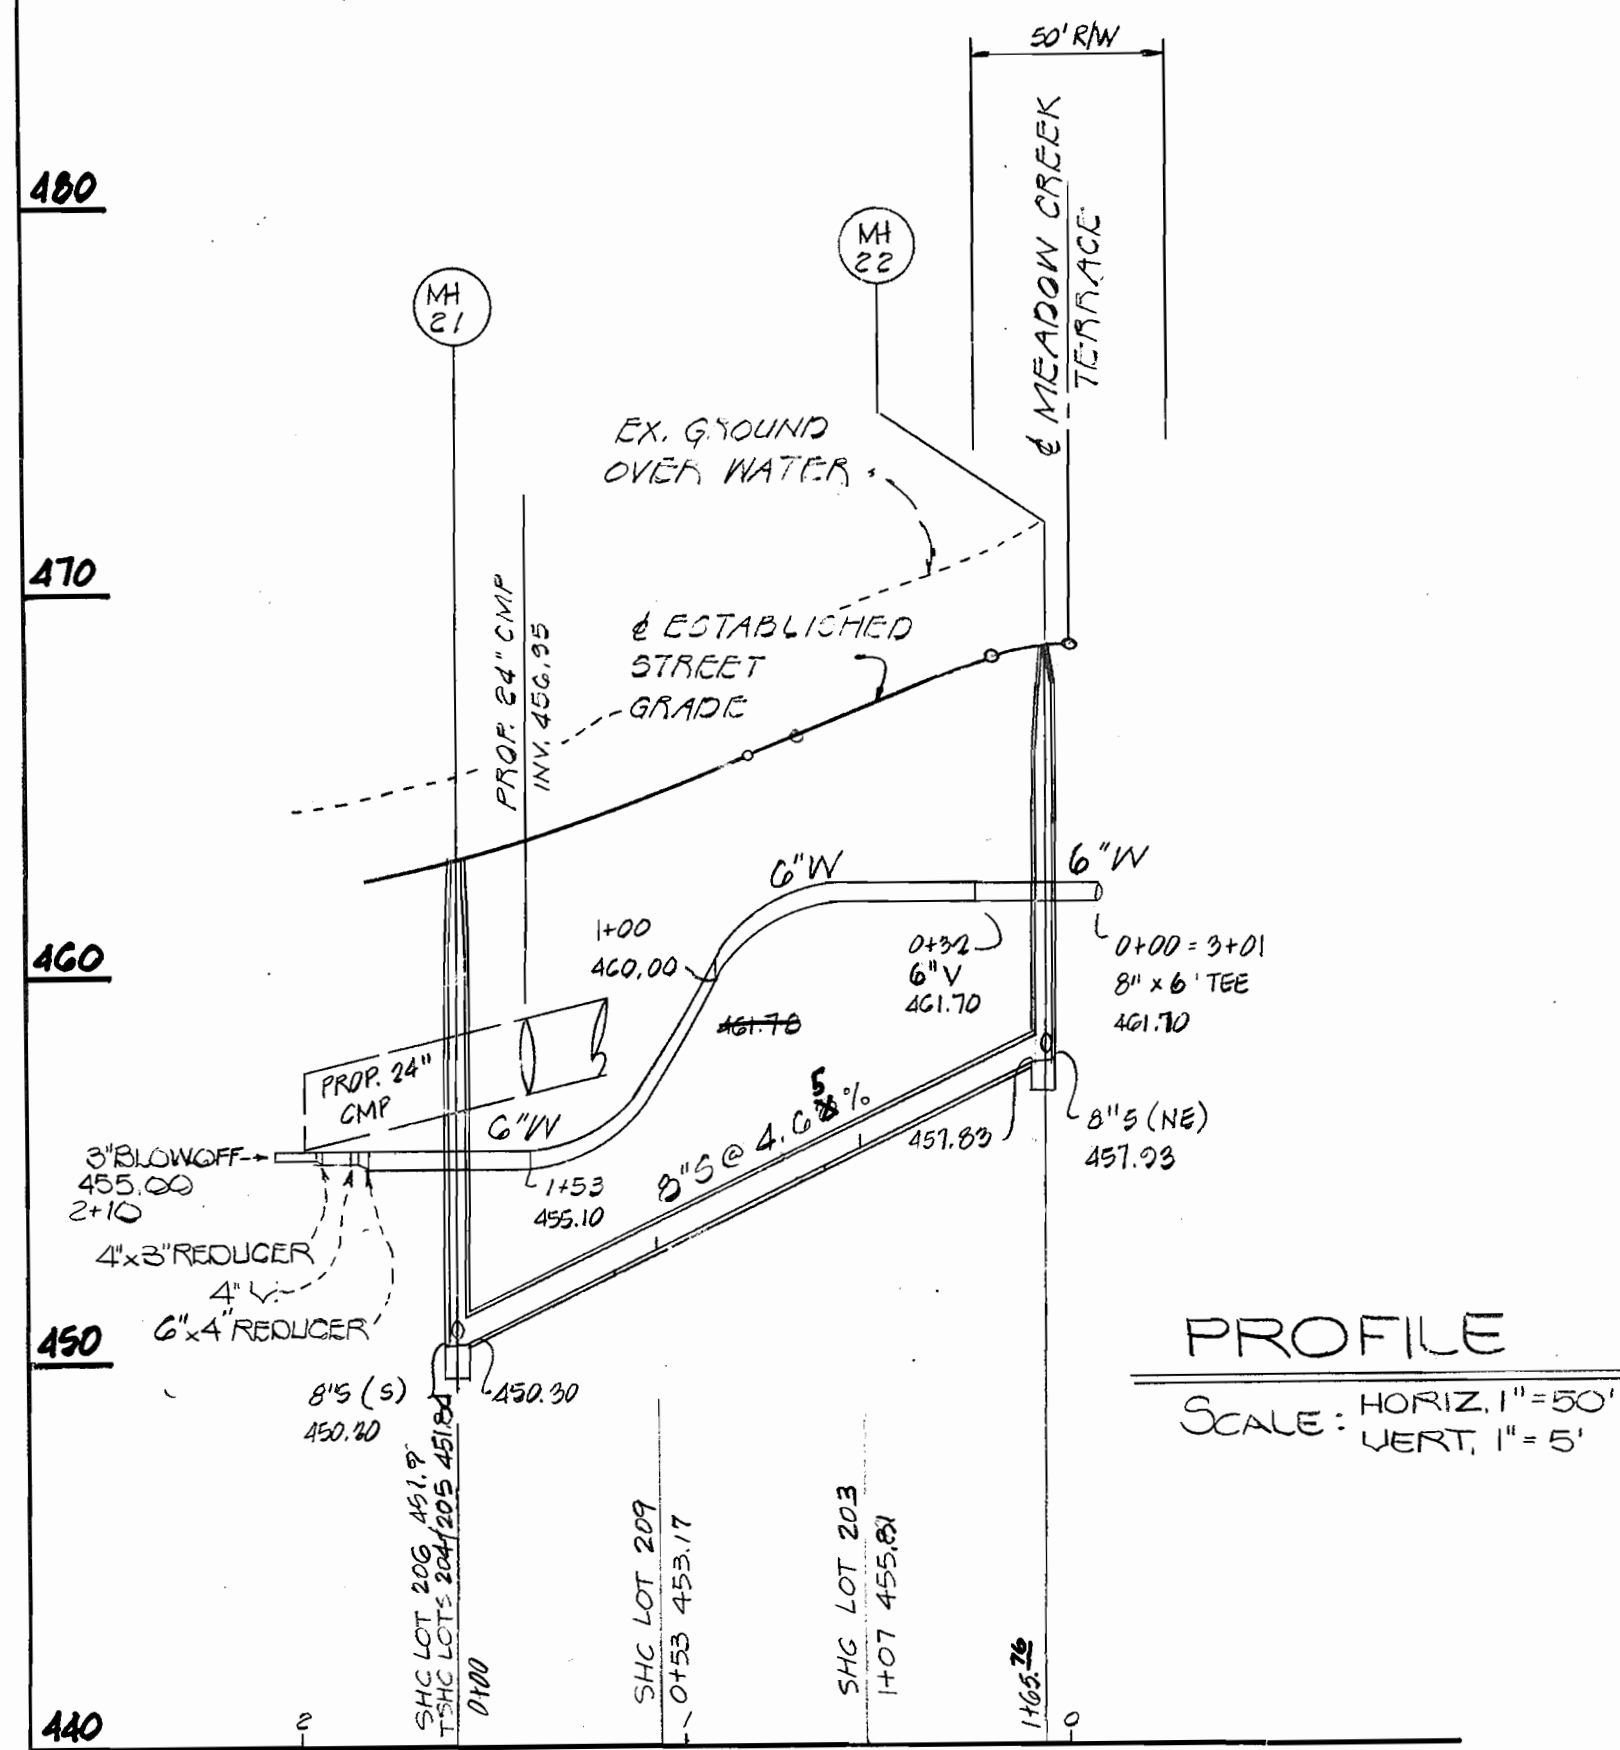 50' R/W
480
MH
22
℄ MEADOW CREEK
TERRACE
MH
21
EX. GROUND
OVER WATER
470
PROP. 24" CMP
INV. 456.95
℄ ESTABLISHED
STREET
GRADE
6"W
6"W
1+00
460.00
0+32
6"V
461.70
0+00 = 3+01
8" x 6' TEE
461.70
460
461.78
PROP. 24"
CMP
6"W
8"S @ 4.65%
457.83
8"S (NE)
457.93
3"BLOWOFF
455.00
2+10
1+53
455.10
4"x3"REDUCER
4" V.
6"x4"REDUCER
450
8"S (S)
450.20
450.30
PROFILE
SCALE: HORIZ. 1"=50'
VERT. 1"=5'
SHC LOT 206 451.9
TSHC LOTS 204/205 451.84
0+00
SHC LOT 209
0+53 453.17
SHC LOT 203
1+07 455.81
1+65.76
440
2
0